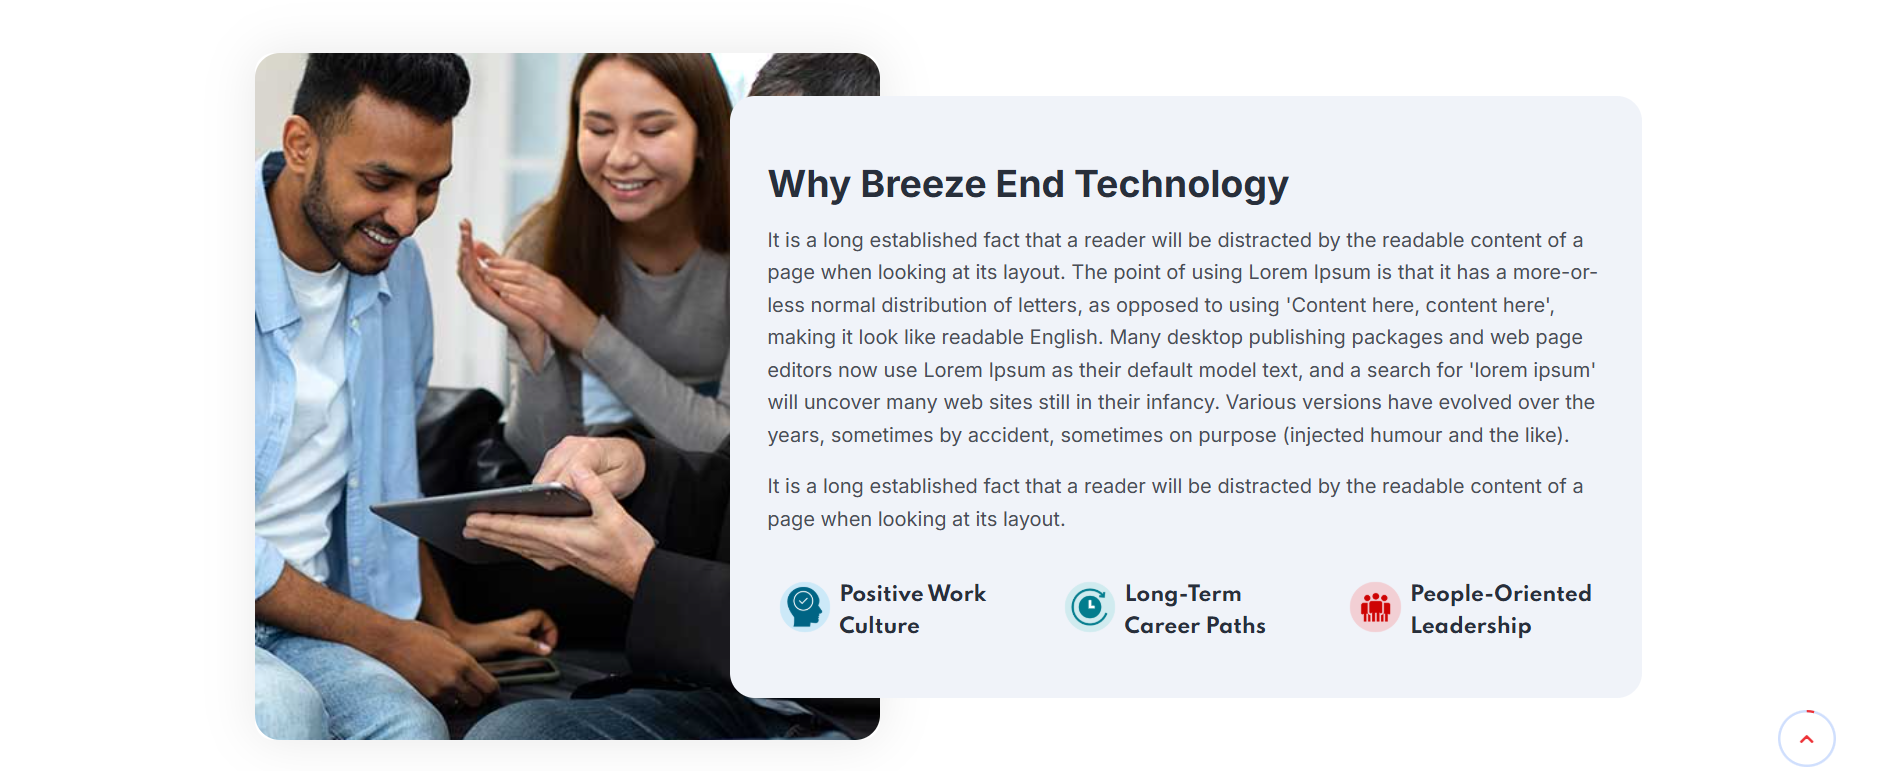 Why Breeze End Technology
It is a long established fact that a reader will be distracted by the readable content of a
page when looking at its layout. The point of using Lorem Ipsum is that it has a more-or-
less normal distribution of letters, as opposed to using 'Content here, content here',
making it look like readable English. Many desktop publishing packages and web page
editors now use Lorem Ipsum as their default model text, and a search for 'lorem ipsum'
will uncover many web sites still in their infancy. Various versions have evolved over the
years, sometimes by accident, sometimes on purpose (injected humour and the like).
It is a long established fact that a reader will be distracted by the readable content of a
page when looking at its layout.
Positive Work
Culture
Long-Term
Career Paths
People-Oriented
Leadership